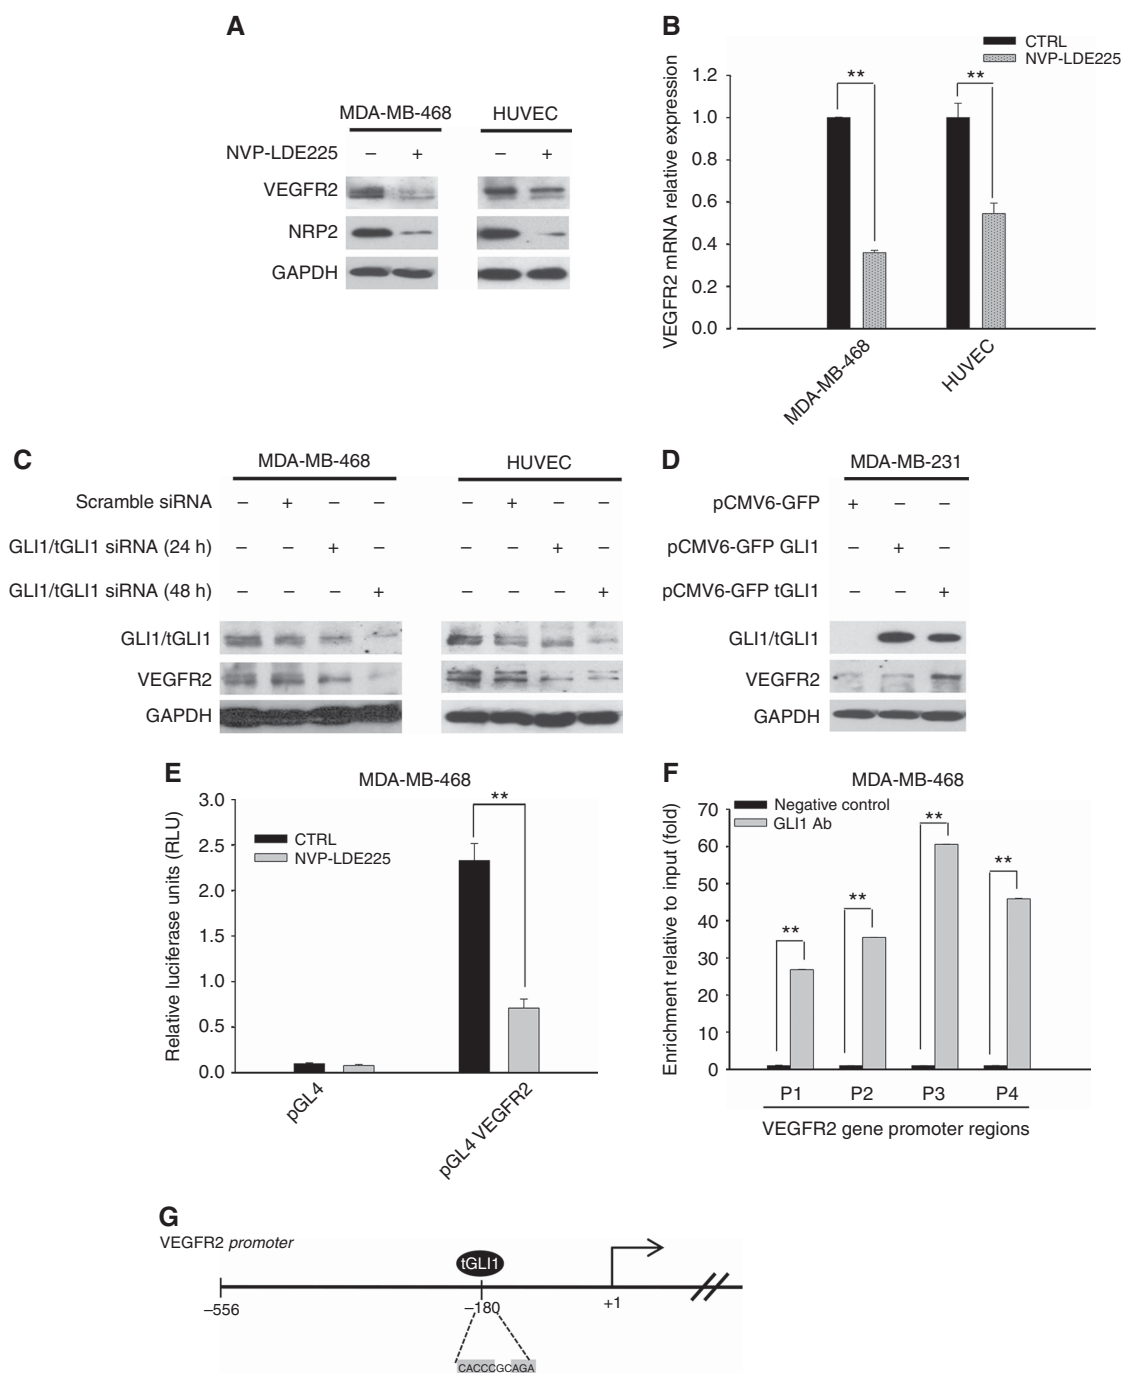 A
MDA-MB-468 HUVEC
NVP-LDE225 – + – +
VEGFR2
NRP2
GAPDH
B
CTRL
NVP-LDE225
VEGFR2 mRNA relative expression
1.2
1.0
0.8
0.6
0.4
0.2
0.0
** **
MDA-MB-468 HUVEC
C
MDA-MB-468 HUVEC
Scramble siRNA – + – – – + – –
GLI1/tGLI1 siRNA (24 h) – – + – – – + –
GLI1/tGLI1 siRNA (48 h) – – – + – – – +
GLI1/tGLI1
VEGFR2
GAPDH
D
MDA-MB-231
pCMV6-GFP + – –
pCMV6-GFP GLI1 – + –
pCMV6-GFP tGLI1 – – +
GLI1/tGLI1
VEGFR2
GAPDH
E
MDA-MB-468
Relative luciferase units (RLU)
3.0
2.5
2.0
1.5
1.0
0.5
0.0
CTRL
NVP-LDE225
**
pGL4 pGL4 VEGFR2
F
MDA-MB-468
Enrichment relative to input (fold)
70
60
50
40
30
20
10
0
Negative control
GLI1 Ab
** ** ** **
P1 P2 P3 P4
VEGFR2 gene promoter regions
G
VEGFR2 promoter
tGLI1
–556 –180 +1
CACCCGCAGA